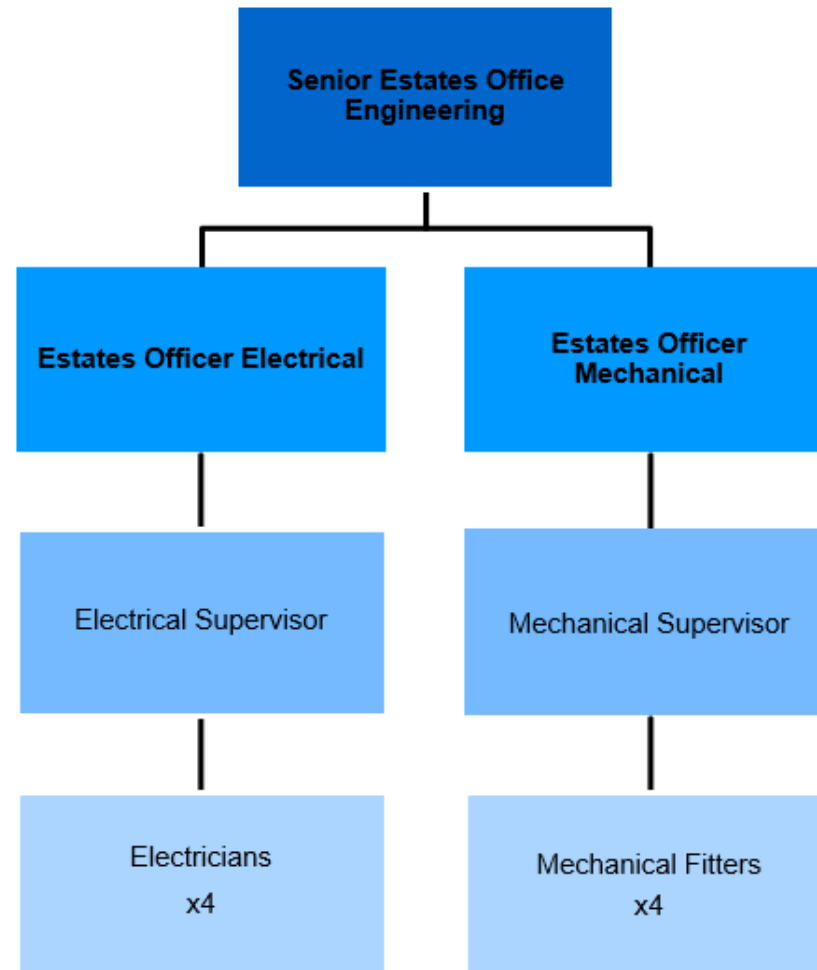 Senior Estates Office
Engineering
Estates Officer Electrical
Estates Officer
Mechanical
Electrical Supervisor
Mechanical Supervisor
Electricians
x4
Mechanical Fitters
x4